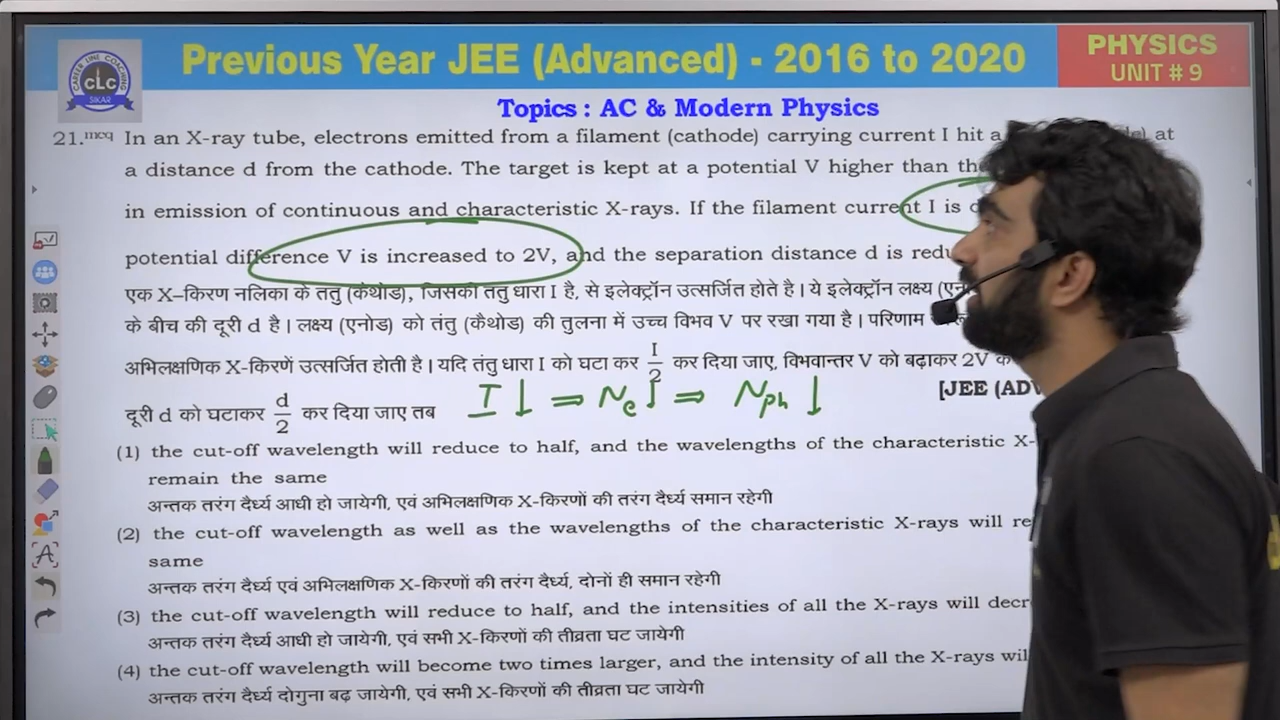 Previous Year JEE (Advanced) - 2016 to 2020
PHYSICS
UNIT # 9
CAREER LINE COACHING
CLC
SIKAR
Topics : AC & Modern Physics
21.mcq In an X-ray tube, electrons emitted from a filament (cathode) carrying current I hit a at
a distance d from the cathode. The target is kept at a potential V higher than
in emission of continuous and characteristic X-rays. If the filament current I is
potential difference V is increased to 2V, and the separation distance d is
एक X–किरण नलिका के तंतु (कैथोड), जिसकी तंतु धारा I है, से इलेक्ट्रॉन उत्सर्जित होते है। ये इलेक्ट्रॉन लक्ष्य
के बीच की दूरी d है। लक्ष्य (एनोड) को तंतु (कैथोड) की तुलना में उच्च विभव V पर रखा गया है। परिणाम
अभिलक्षणिक X-किरणें उत्सर्जित होती है। यदि तंतु धारा I को घटा कर I/2 कर दिया जाए, विभवान्तर V को बढ़ाकर 2V
दूरी d को घटाकर d/2 कर दिया जाए तब
I ↓ ⇒ Ne ↓ ⇒ Nph ↓
[JEE
(1) the cut-off wavelength will reduce to half, and the wavelengths of the characteristic X-
remain the same
अन्तक तरंग दैर्ध्य आधी हो जायेगी, एवं अभिलक्षणिक X-किरणों की तरंग दैर्ध्य समान रहेगी
(2) the cut-off wavelength as well as the wavelengths of the characteristic X-rays will
same
अन्तक तरंग दैर्ध्य एवं अभिलक्षणिक X-किरणों की तरंग दैर्ध्य, दोनों ही समान रहेगी
(3) the cut-off wavelength will reduce to half, and the intensities of all the X-rays will
अन्तक तरंग दैर्ध्य आधी हो जायेगी, एवं सभी X-किरणों की तीव्रता घट जायेगी
(4) the cut-off wavelength will become two times larger, and the intensity of all the X-rays
अन्तक तरंग दैर्ध्य दोगुना बढ़ जायेगी, एवं सभी X-किरणों की तीव्रता घट जायेगी